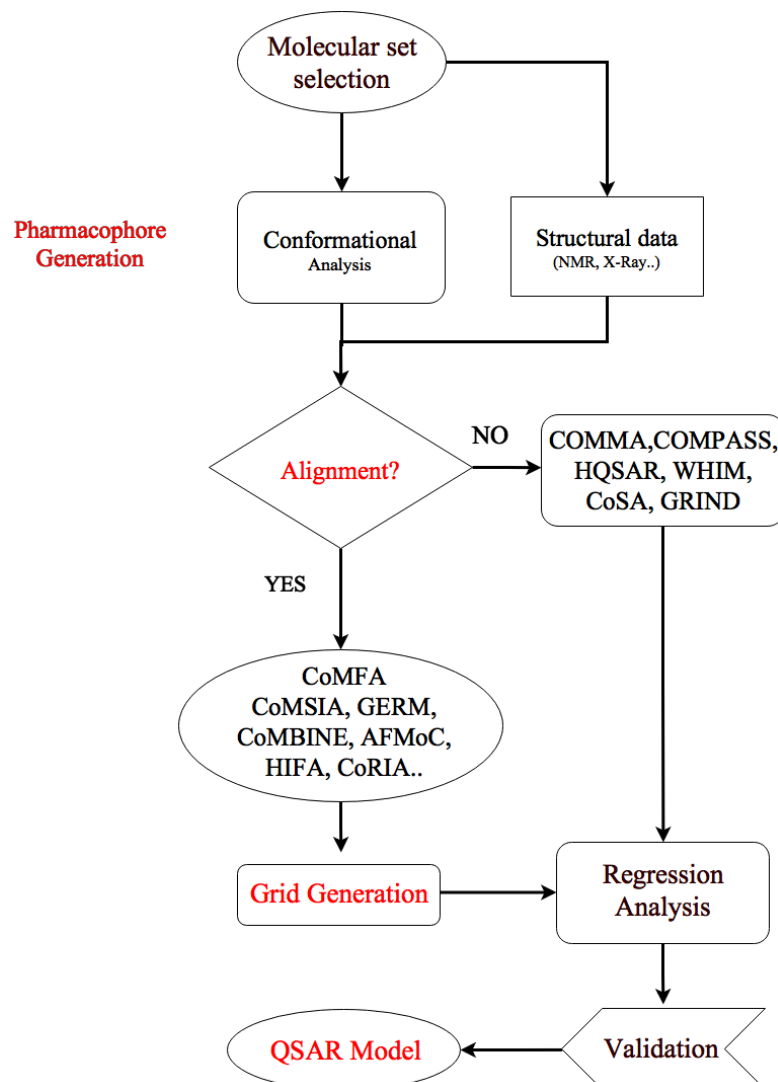 Molecular set
selection
Pharmacophore
Generation
Conformational
Analysis
Structural data
(NMR, X-Ray..)
Alignment?
NO
COMMA,COMPASS,
HQSAR, WHIM,
CoSA, GRIND
YES
CoMFA
CoMSIA, GERM,
CoMBINE, AFMoC,
HIFA, CoRIA..
Grid Generation
Regression
Analysis
QSAR Model
Validation